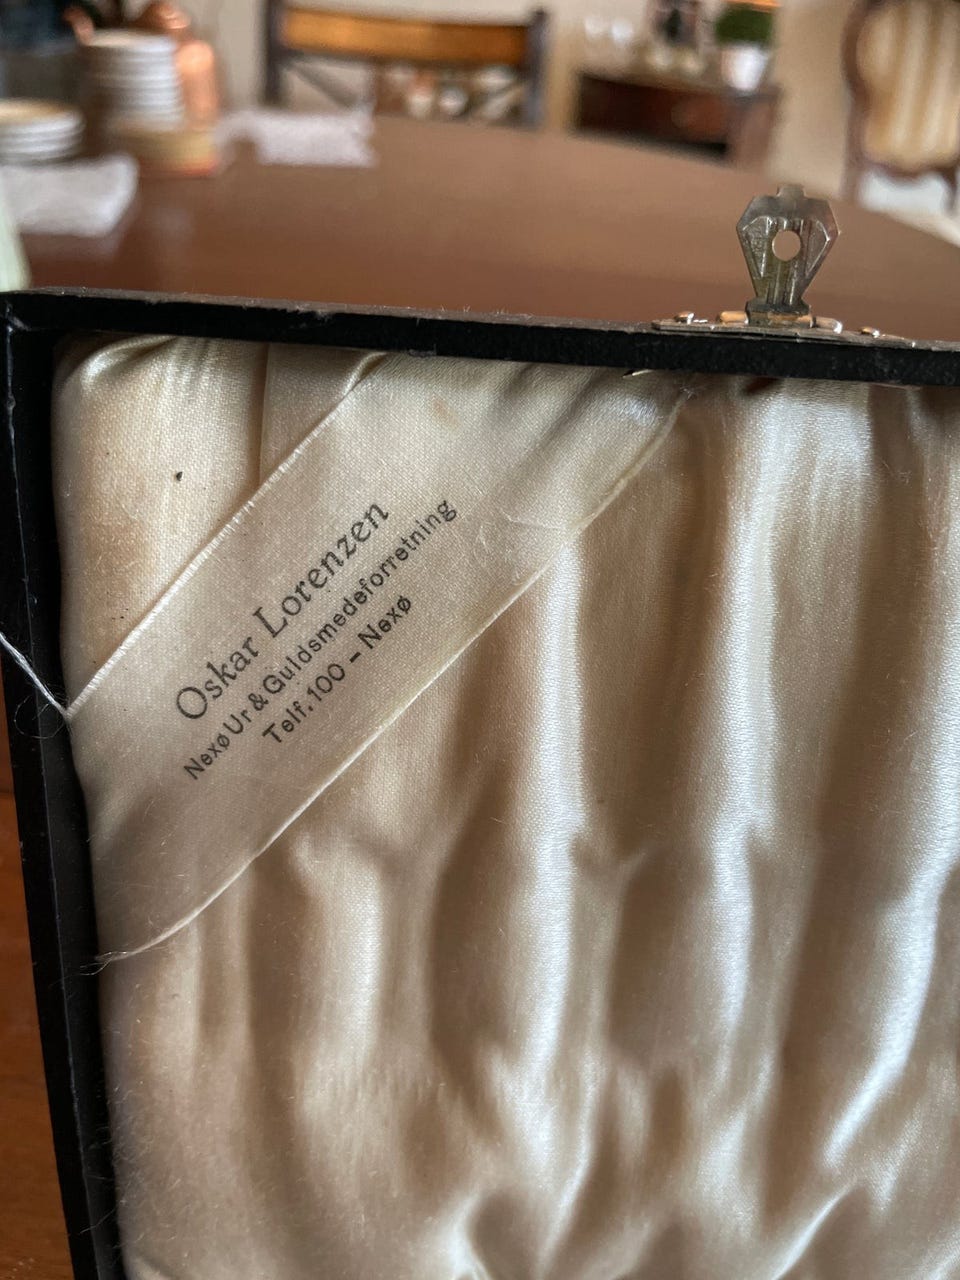 Oskar Lorenzen
Nexø Ur & Guldsmedeforretning
Telf. 100 – Nexø